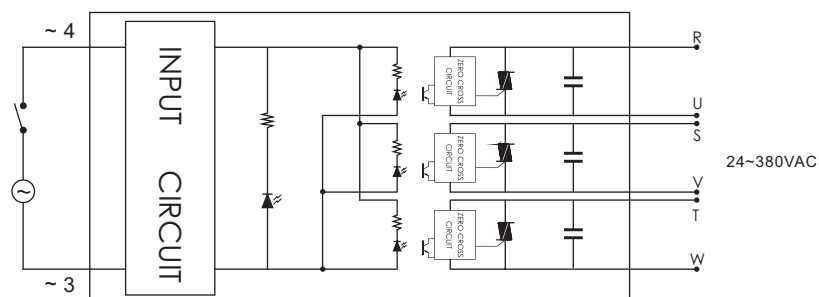 ~ 4
INPUT CIRCUIT
ZERO CROSS
CIRCUIT
R
U
ZERO CROSS
CIRCUIT
S
V
24~380VAC
ZERO CROSS
CIRCUIT
T
W
~
~ 3